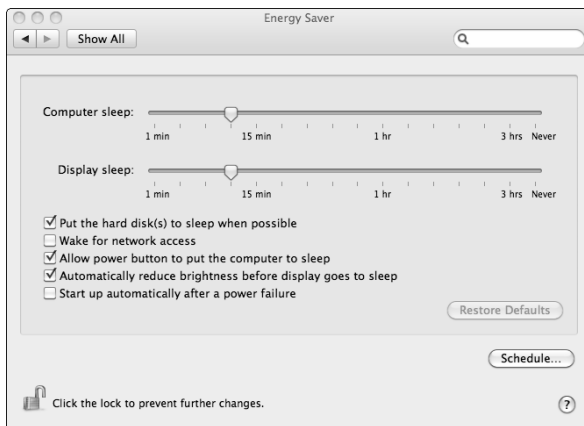 Energy Saver
Show All
Computer sleep:
1 min 15 min 1 hr 3 hrs Never
Display sleep:
1 min 15 min 1 hr 3 hrs Never
Put the hard disk(s) to sleep when possible
Wake for network access
Allow power button to put the computer to sleep
Automatically reduce brightness before display goes to sleep
Start up automatically after a power failure
Restore Defaults
Schedule...
Click the lock to prevent further changes.
?